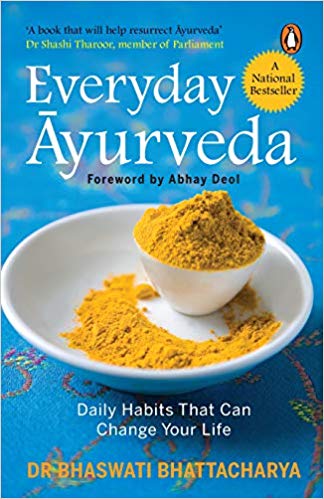 ‘A book that will help resurrect Āyurveda’
Dr Shashi Tharoor, member of Parliament
A
National
Bestseller
Everyday
Āyurveda
Foreword by Abhay Deol
Daily Habits That Can
Change Your Life
DR BHASWATI BHATTACHARYA